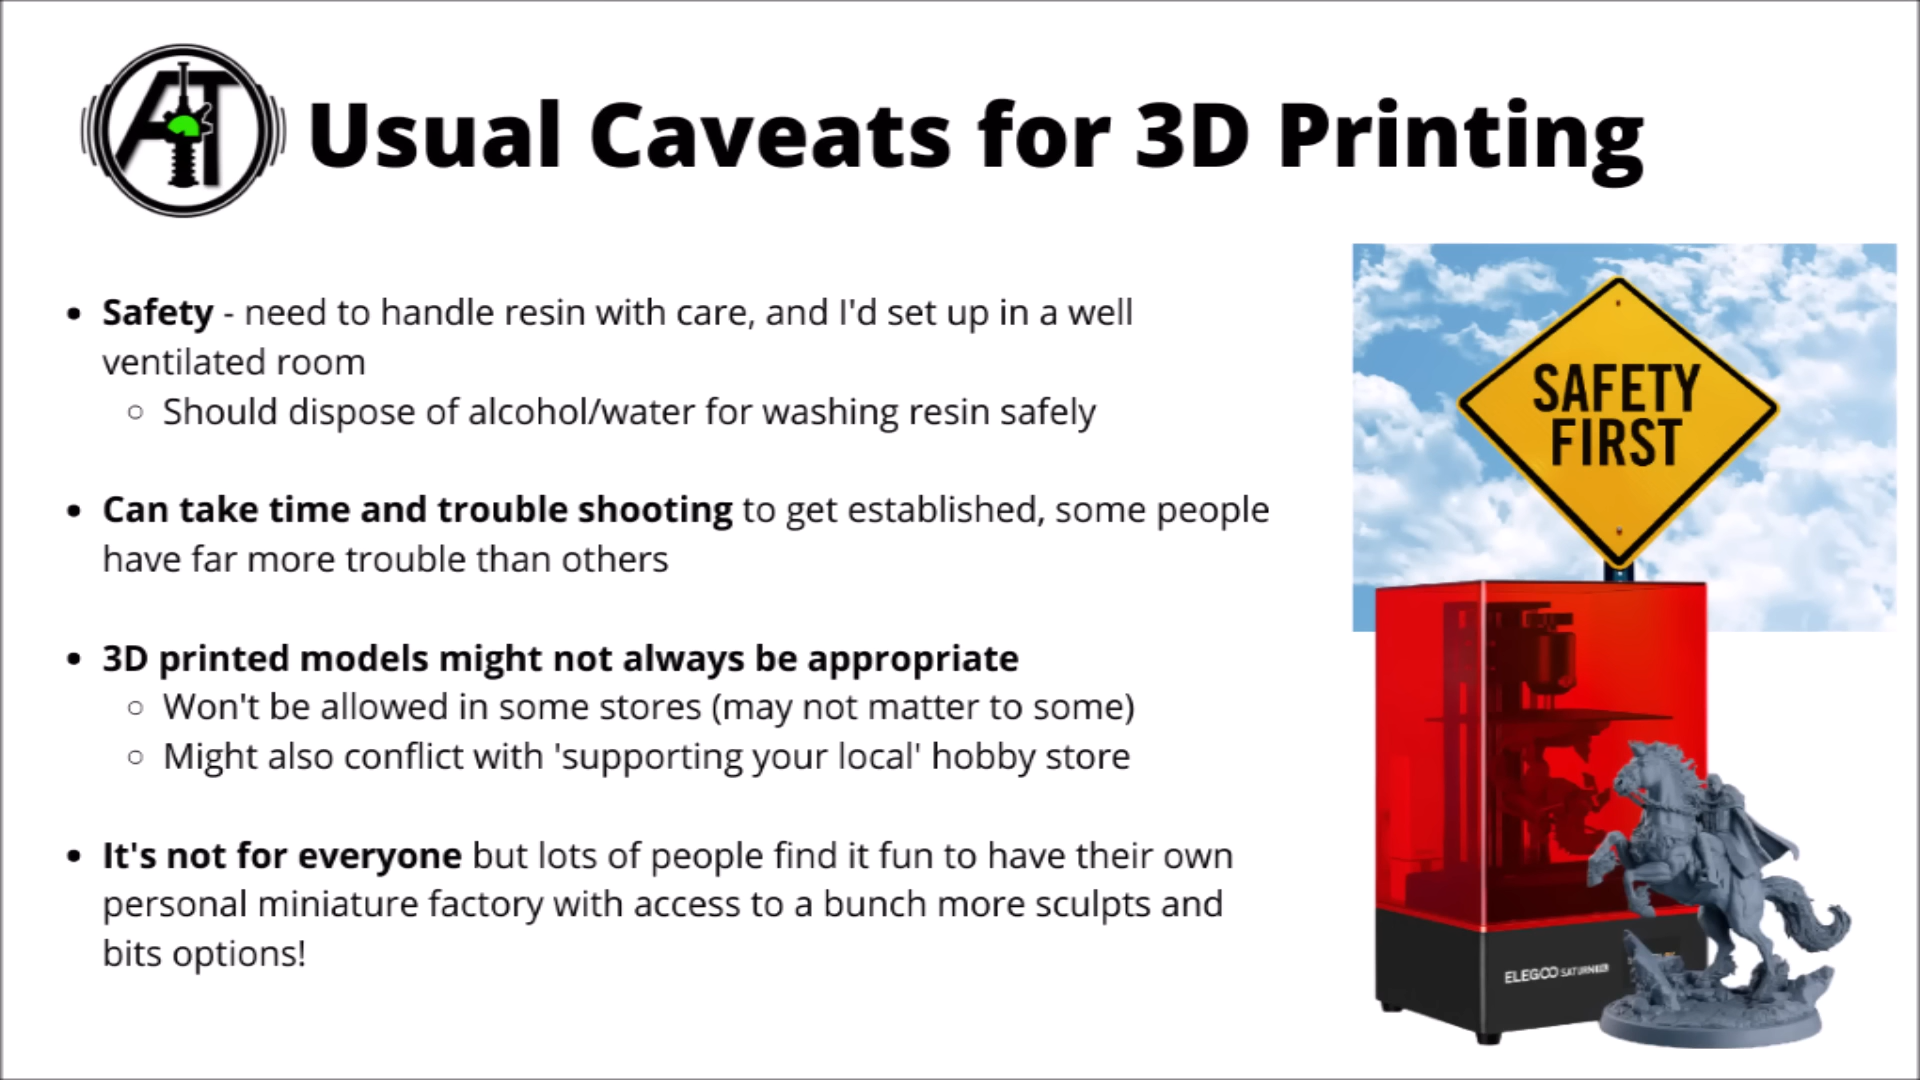 AT
Usual Caveats for 3D Printing
• Safety - need to handle resin with care, and I'd set up in a well
ventilated room
○ Should dispose of alcohol/water for washing resin safely
• Can take time and trouble shooting to get established, some people
have far more trouble than others
• 3D printed models might not always be appropriate
○ Won't be allowed in some stores (may not matter to some)
○ Might also conflict with 'supporting your local' hobby store
• It's not for everyone but lots of people find it fun to have their own
personal miniature factory with access to a bunch more sculpts and
bits options!
SAFETY
FIRST
ELEGOO